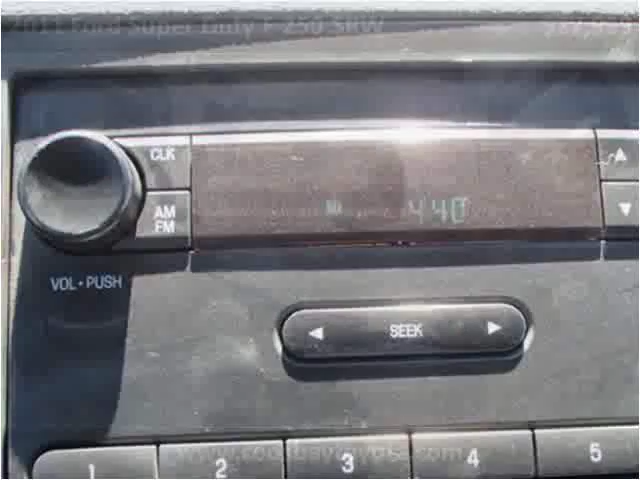 2011 Ford Super Duty F-250 SRW
CLK
AM
FM
440
VOL•PUSH
SEEK
1 2 3 4 5